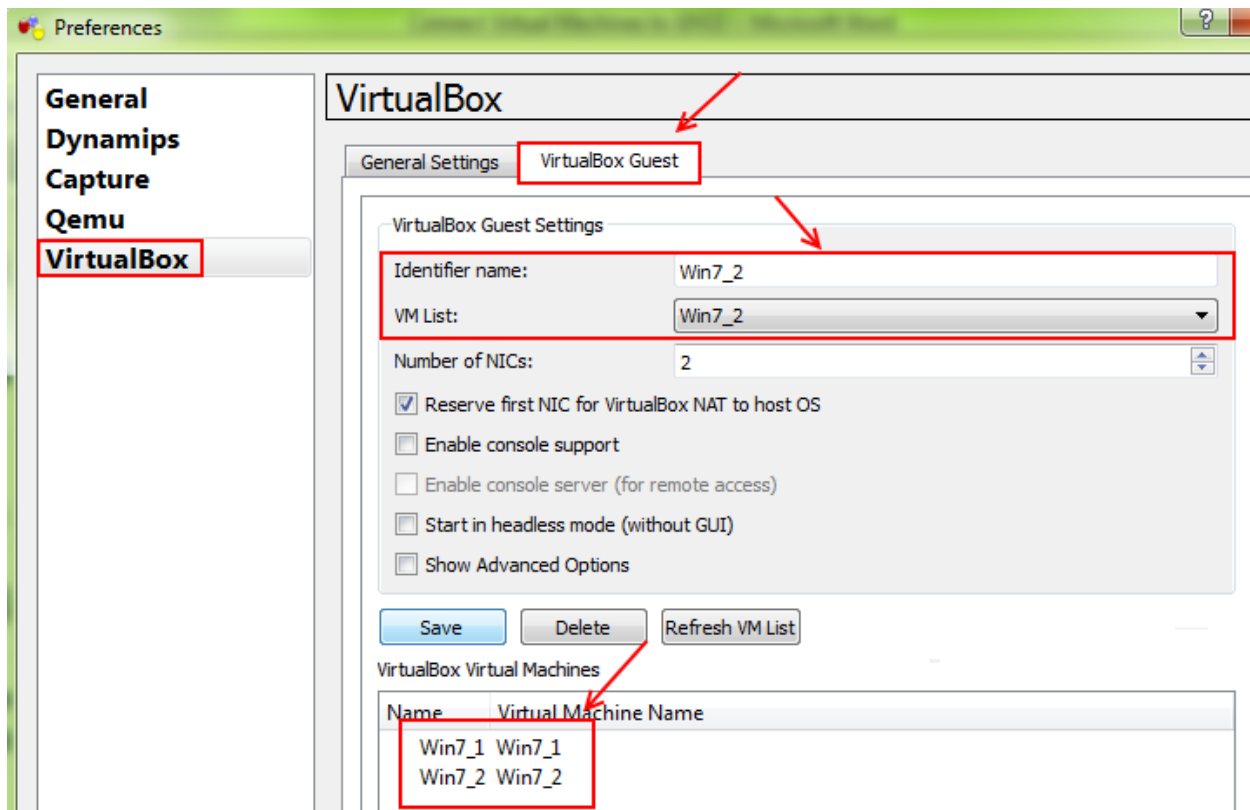 Preferences
?
General
Dynamips
Capture
Qemu
VirtualBox
VirtualBox
General Settings VirtualBox Guest
VirtualBox Guest Settings
Identifier name: Win7_2
VM List: Win7_2
Number of NICs: 2
Reserve first NIC for VirtualBox NAT to host OS
Enable console support
Enable console server (for remote access)
Start in headless mode (without GUI)
Show Advanced Options
Save Delete Refresh VM List
VirtualBox Virtual Machines
Name Virtual Machine Name
Win7_1 Win7_1
Win7_2 Win7_2